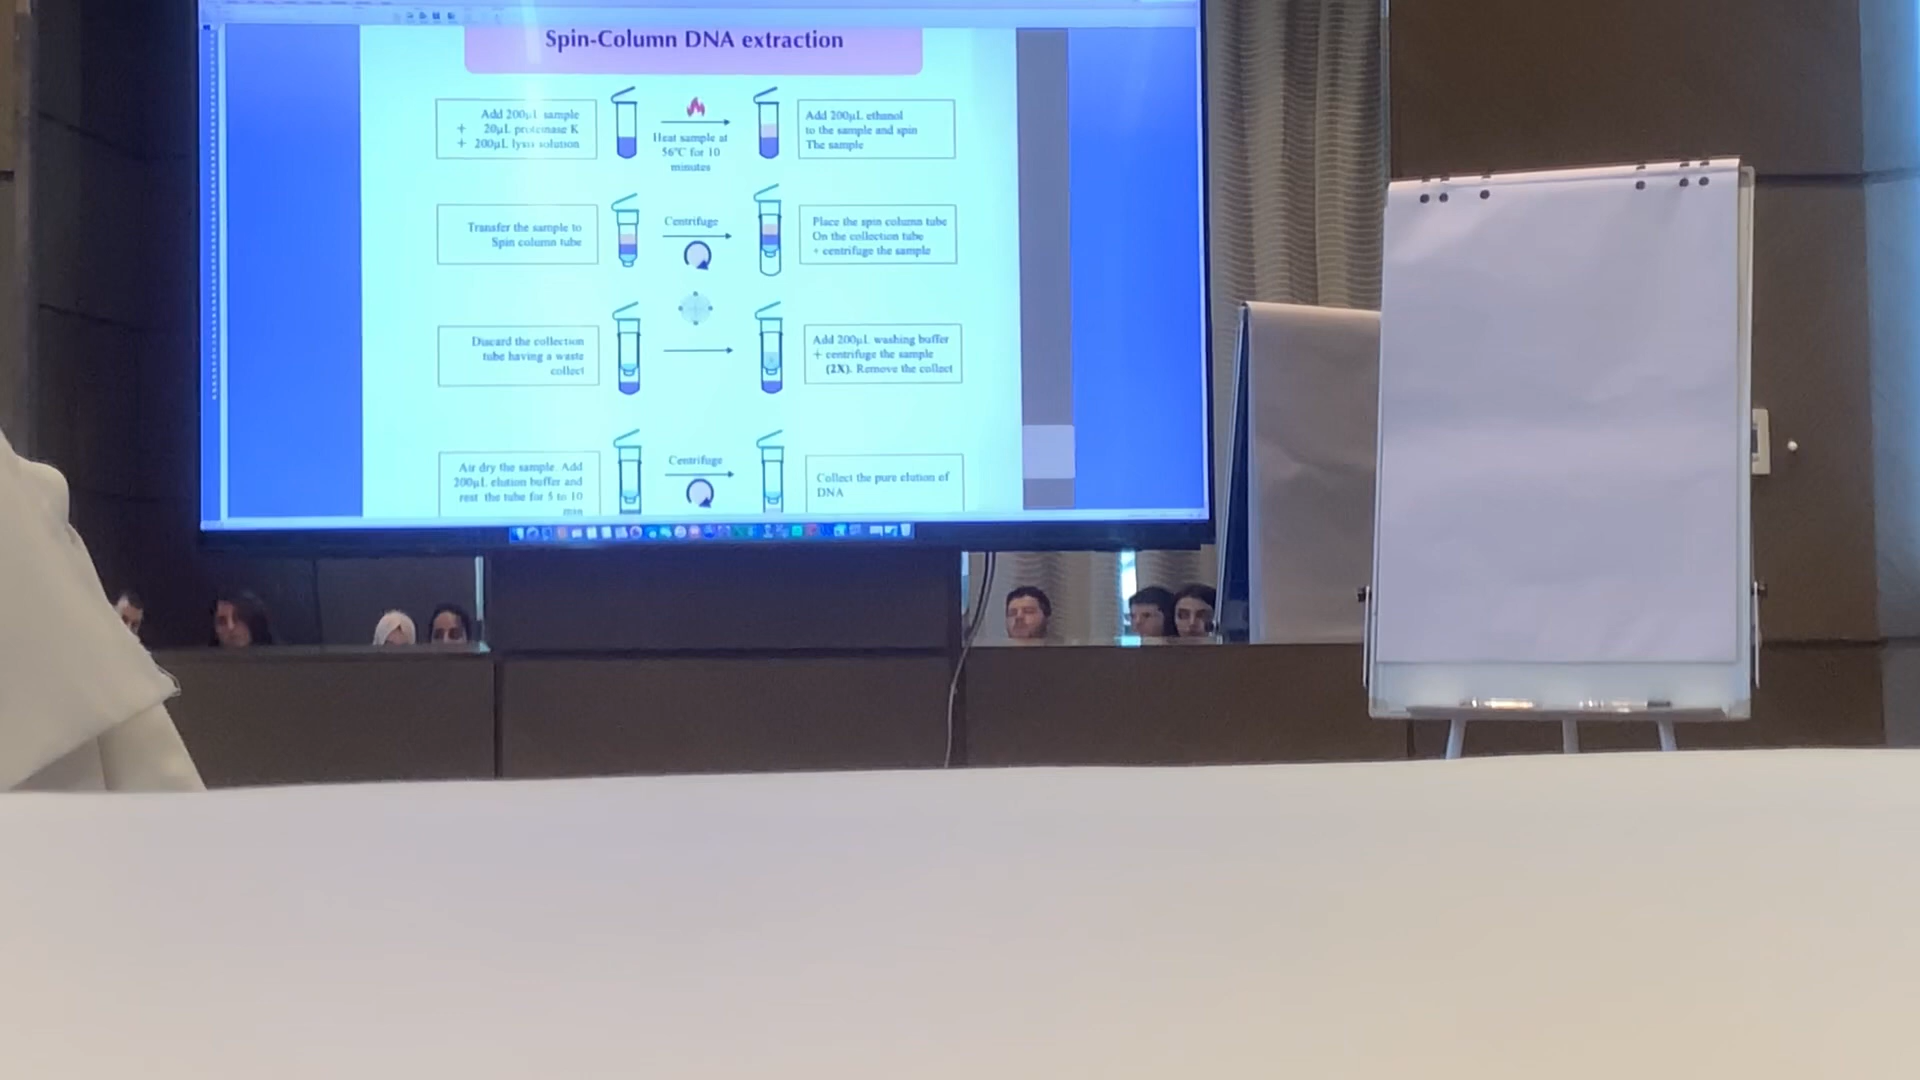 Spin-Column DNA extraction
Add 200µL sample
+ 20µL proteinase K
+ 200µL lysis solution
Heat sample at
56°C for 10
minutes
Add 200µL ethanol
to the sample and spin
The sample
Transfer the sample to
Spin column tube
Centrifuge
Place the spin column tube
On the collection tube
+ centrifuge the sample
Discard the collection
tube having a waste
collect
Add 200µL washing buffer
+ centrifuge the sample
(2X). Remove the collect
Air dry the sample. Add
200µL elution buffer and
rest the tube for 5 to 10
min
Centrifuge
Collect the pure elution of
DNA